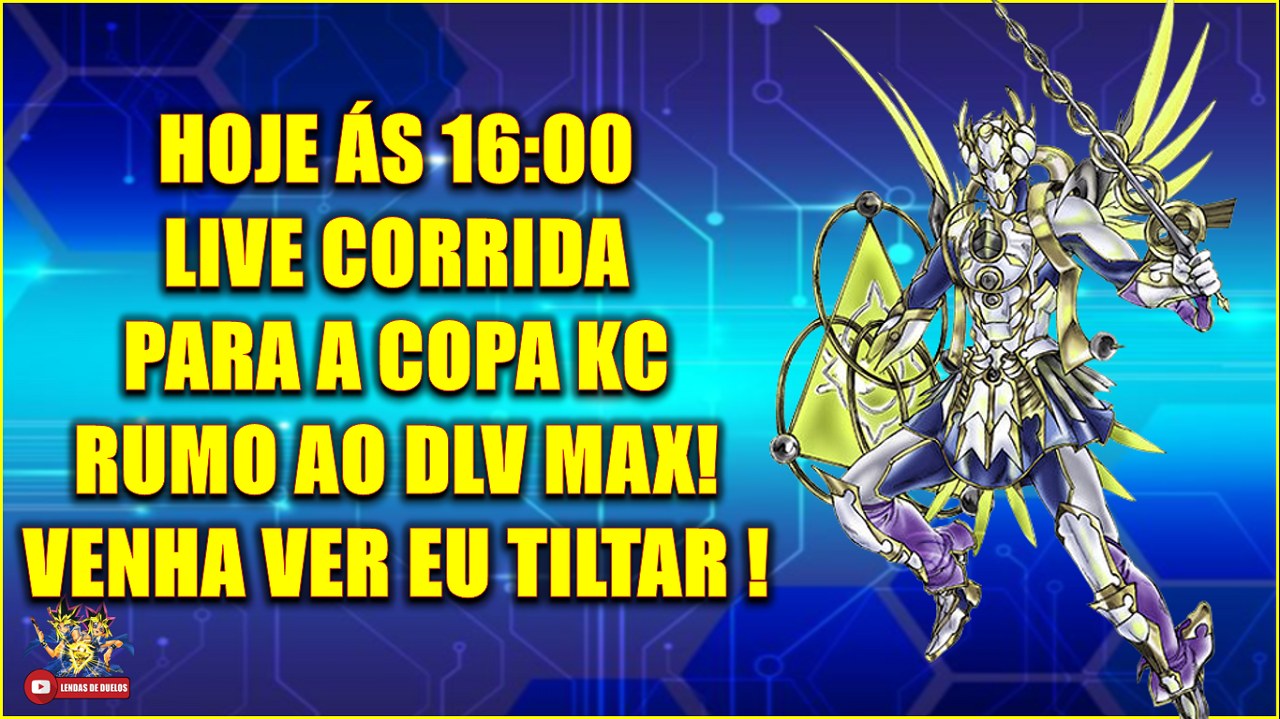 HOJE ÁS 16:00
LIVE CORRIDA
PARA A COPA KC
RUMO AO DLV MAX!
VENHA VER EU TILTAR !
LENDAS DE DUELOS